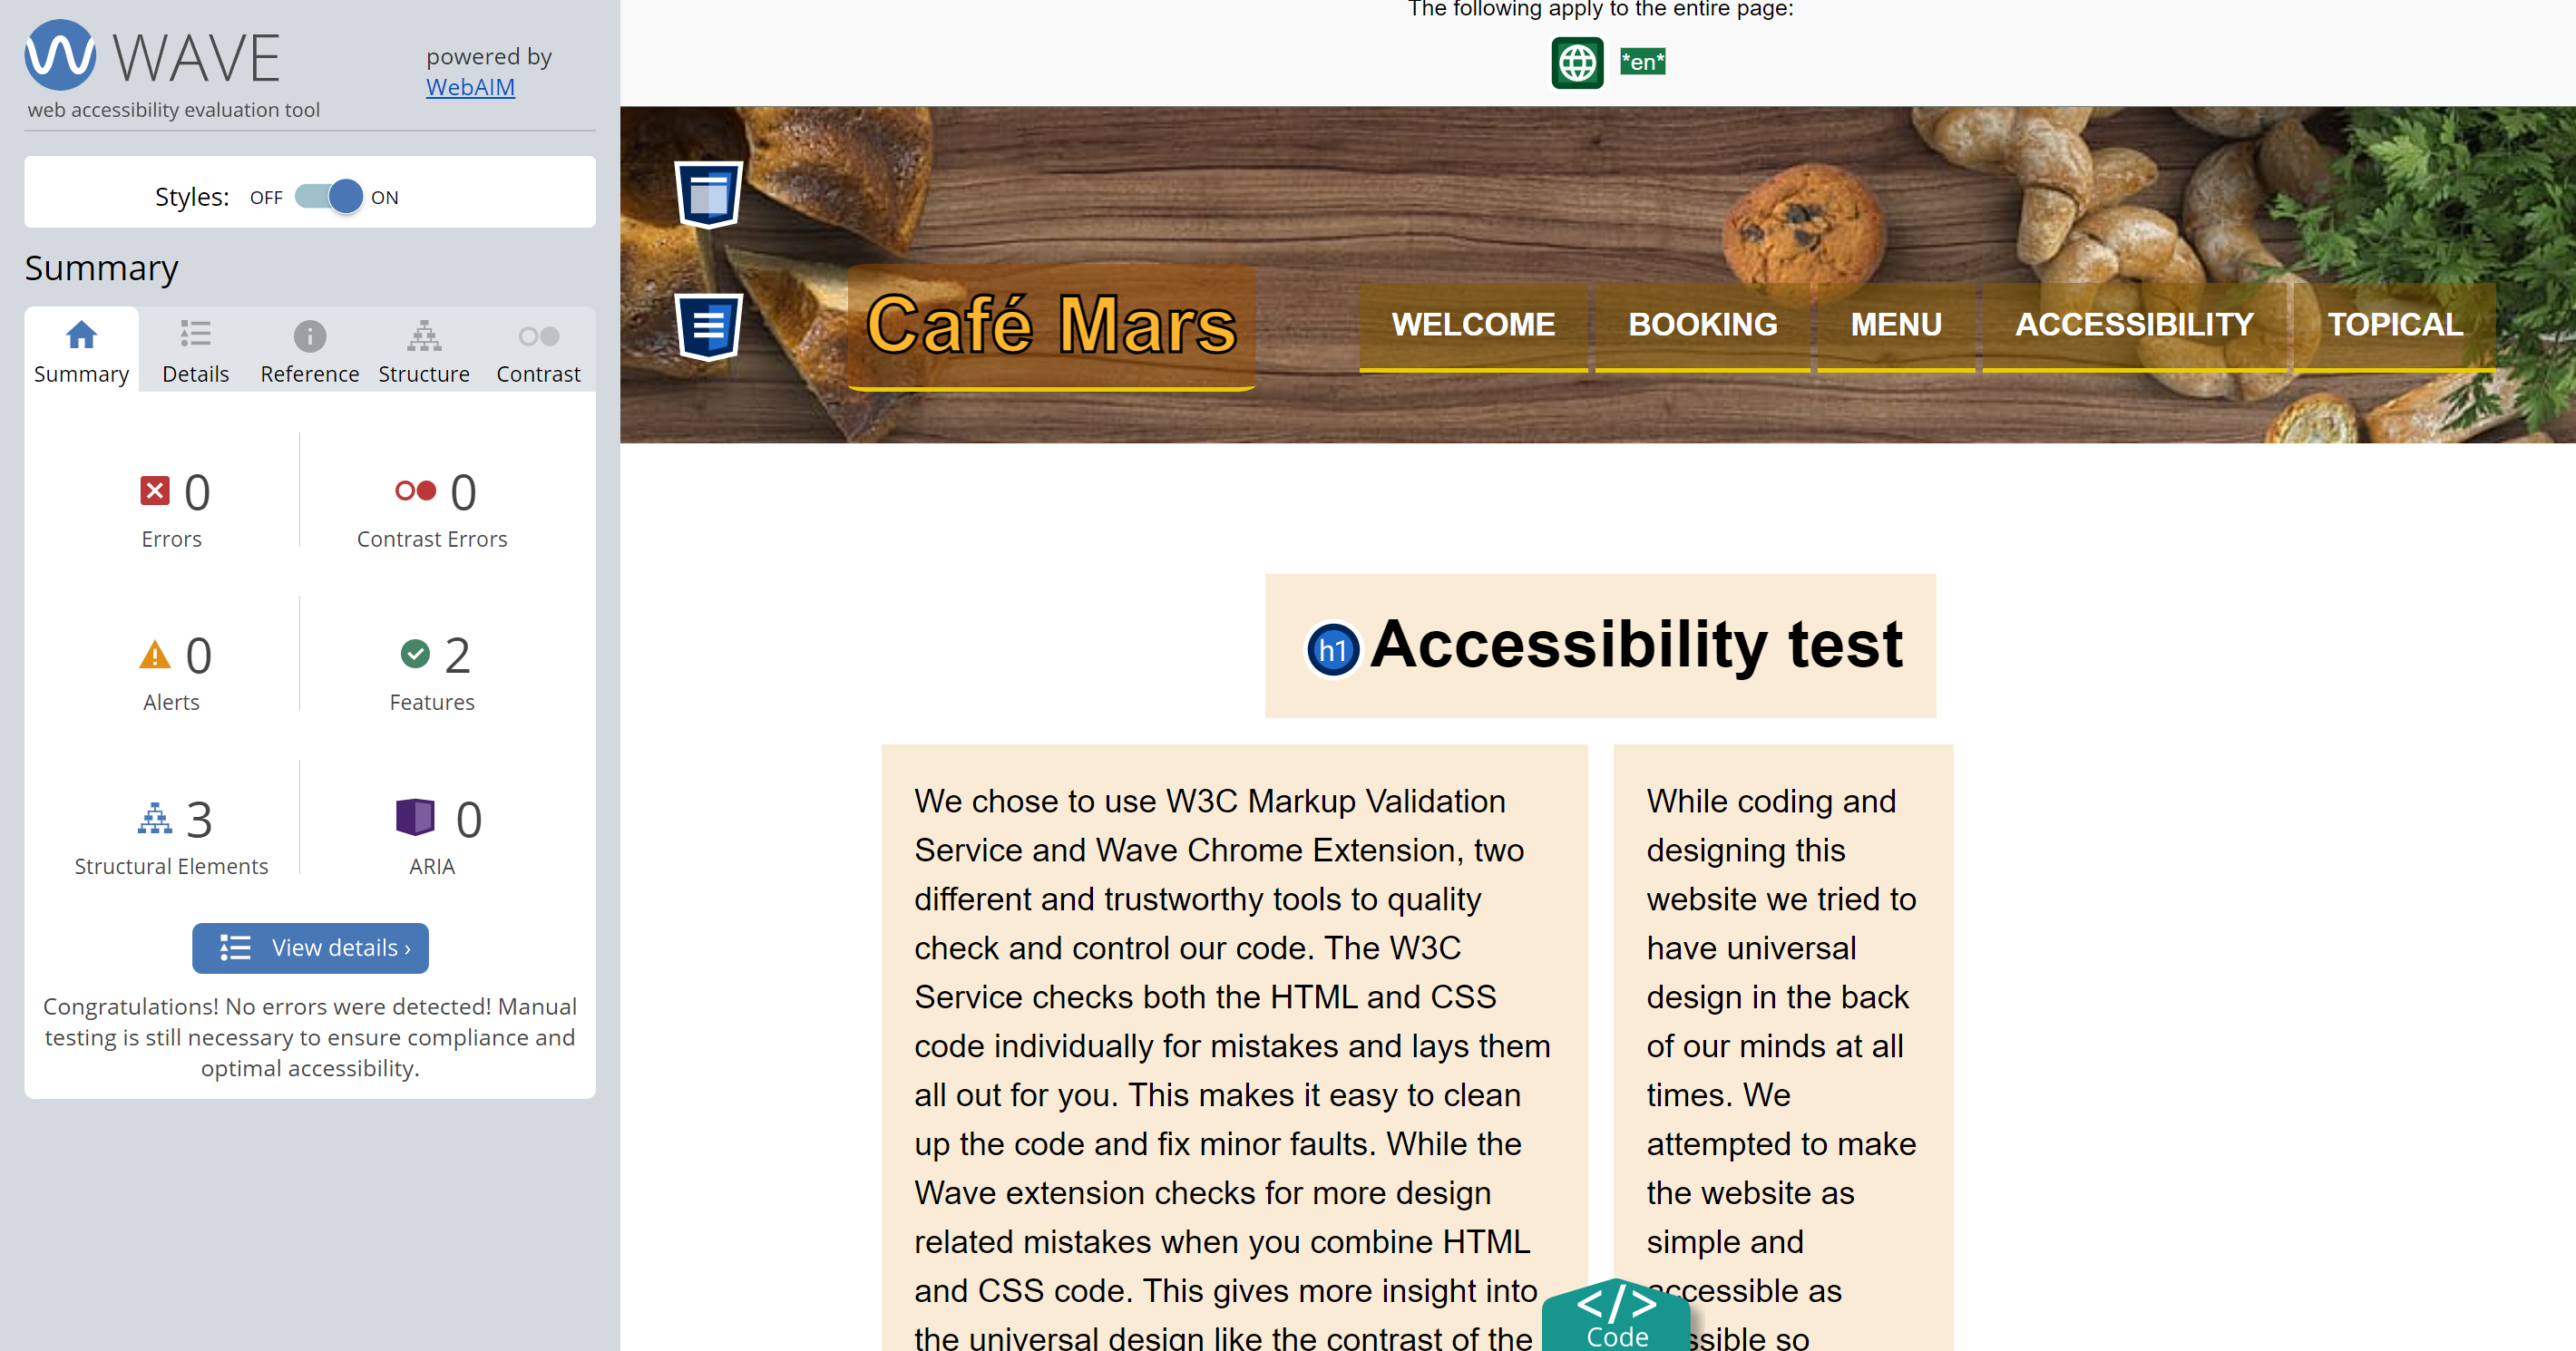 WAVE
web accessibility evaluation tool
powered by
WebAIM
Styles: OFF ON
Summary
Summary Details Reference Structure Contrast
0
Errors
0
Contrast Errors
0
Alerts
2
Features
3
Structural Elements
0
ARIA
View details ›
Congratulations! No errors were detected! Manual
testing is still necessary to ensure compliance and
optimal accessibility.
The following apply to the entire page:
*en*
Café Mars
WELCOME BOOKING MENU ACCESSIBILITY TOPICAL
h1 Accessibility test
We chose to use W3C Markup Validation
Service and Wave Chrome Extension, two
different and trustworthy tools to quality
check and control our code. The W3C
Service checks both the HTML and CSS
code individually for mistakes and lays them
all out for you. This makes it easy to clean
up the code and fix minor faults. While the
Wave extension checks for more design
related mistakes when you combine HTML
and CSS code. This gives more insight into
the universal design like the contrast of the
While coding and
designing this
website we tried to
have universal
design in the back
of our minds at all
times. We
attempted to make
the website as
simple and
accessible as
ssible so
</> Code